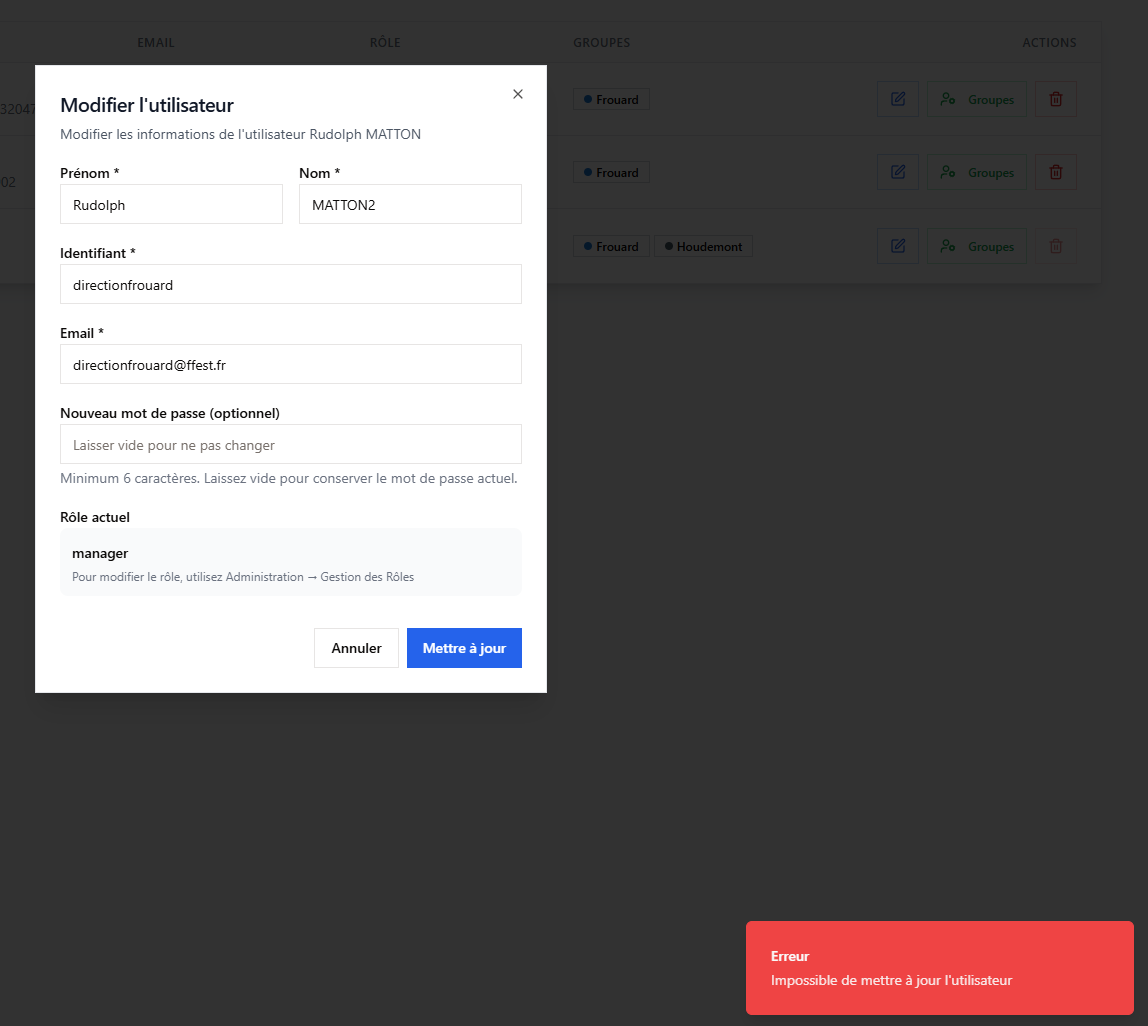 EMAIL RÔLE GROUPES ACTIONS
32047 Frouard Groupes
02 Frouard Groupes
Frouard Houdemont Groupes
Modifier l'utilisateur
Modifier les informations de l'utilisateur Rudolph MATTON
Prénom * Nom *
Rudolph MATTON2
Identifiant *
directionfrouard
Email *
directionfrouard@ffest.fr
Nouveau mot de passe (optionnel)
Laisser vide pour ne pas changer
Minimum 6 caractères. Laissez vide pour conserver le mot de passe actuel.
Rôle actuel
manager
Pour modifier le rôle, utilisez Administration → Gestion des Rôles
Annuler Mettre à jour
Erreur
Impossible de mettre à jour l'utilisateur